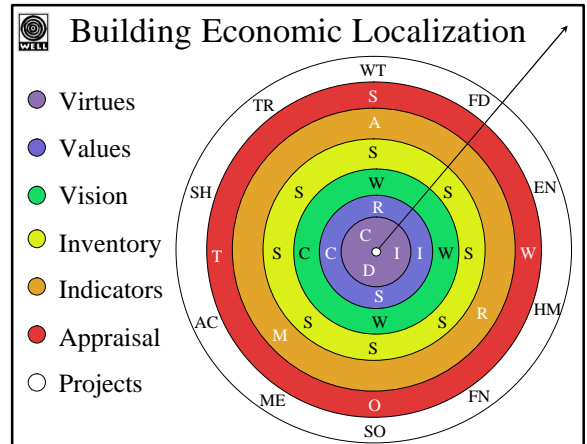 WELL
Building Economic Localization
Virtues
Values
Vision
Inventory
Indicators
Appraisal
Projects
WT
TR
S
FD
A
S
SH
S
W
S
EN
R
C
T
S
C
C
I
I
W
S
W
D
S
AC
S
W
S
R
HM
M
S
ME
O
FN
SO